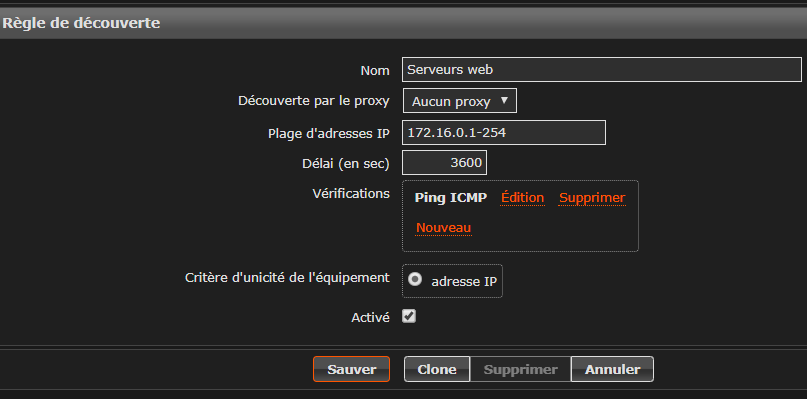 Règle de découverte
Nom Serveurs web
Découverte par le proxy Aucun proxy
Plage d'adresses IP 172.16.0.1-254
Délai (en sec) 3600
Vérifications Ping ICMP Édition Supprimer
Nouveau
Critère d'unicité de l'équipement adresse IP
Activé
Sauver Clone Supprimer Annuler